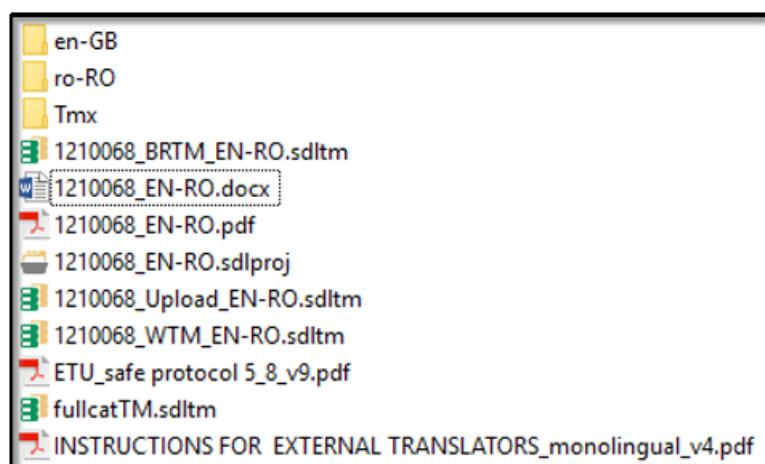 en-GB
ro-RO
Tmx
1210068_BRTM_EN-RO.sdltm
1210068_EN-RO.docx
1210068_EN-RO.pdf
1210068_EN-RO.sdlproj
1210068_Upload_EN-RO.sdltm
1210068_WTM_EN-RO.sdltm
ETU_safe protocol 5_8_v9.pdf
fullcatTM.sdltm
INSTRUCTIONS FOR  EXTERNAL TRANSLATORS_monolingual_v4.pdf